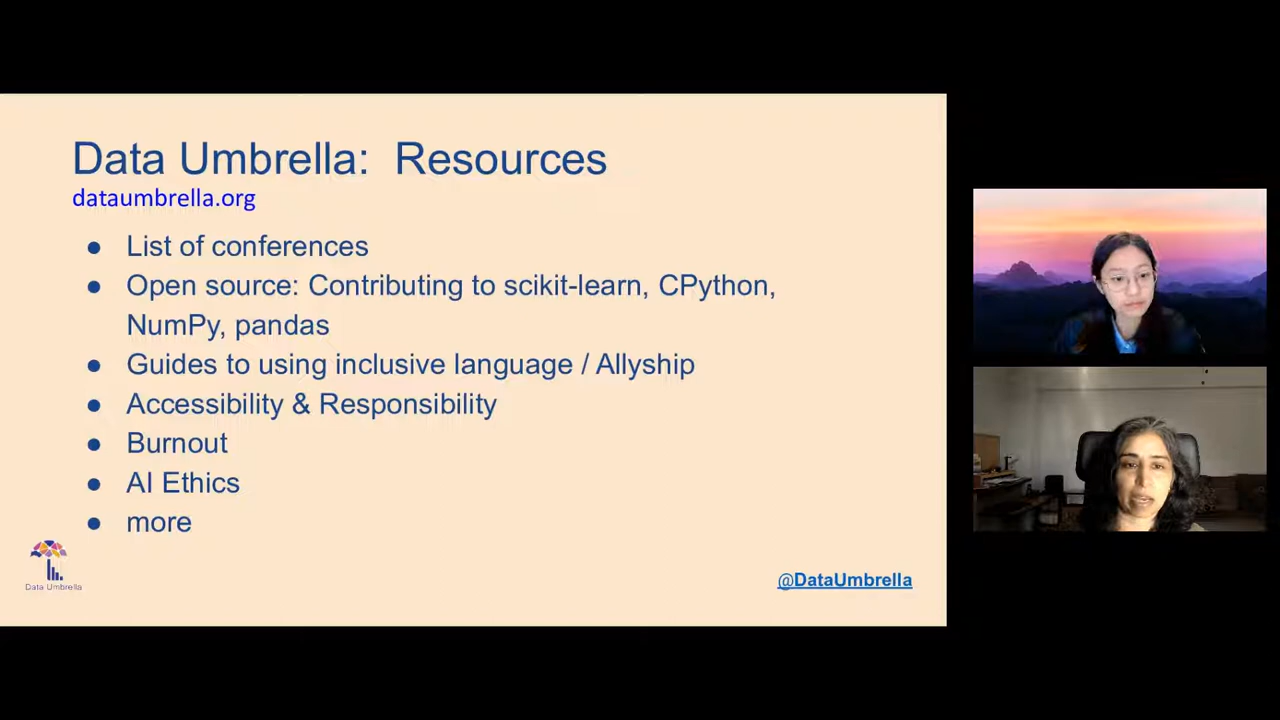 Data Umbrella: Resources
dataumbrella.org
● List of conferences
● Open source: Contributing to scikit-learn, CPython,
NumPy, pandas
● Guides to using inclusive language / Allyship
● Accessibility & Responsibility
● Burnout
● AI Ethics
● more
Data Umbrella
@DataUmbrella